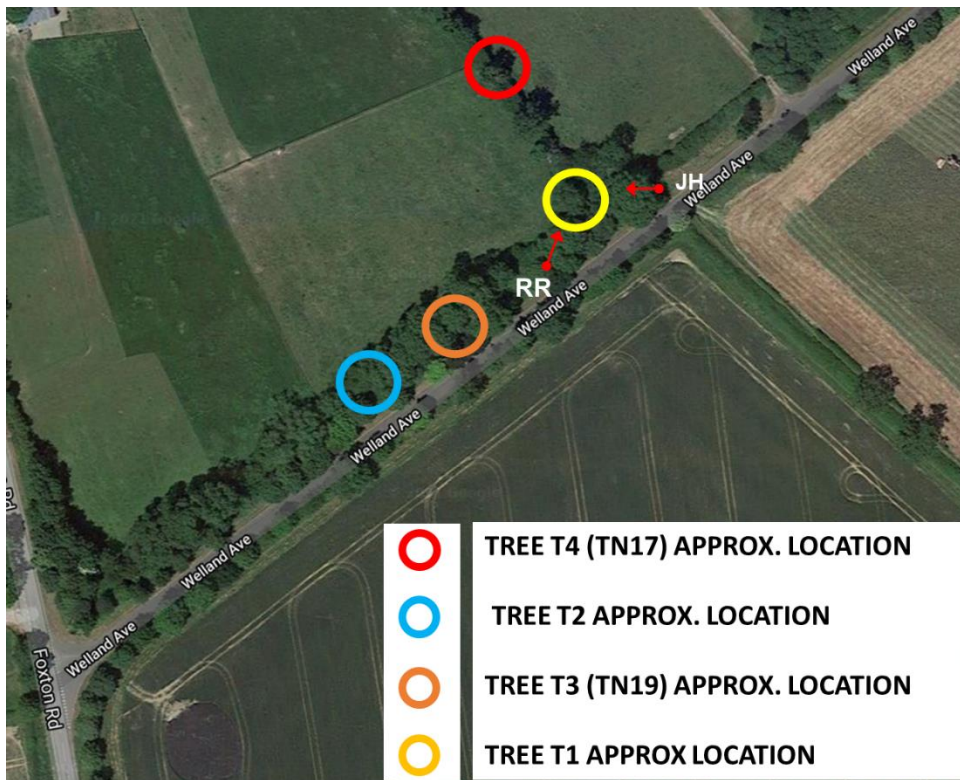 Welland Ave
JH
Welland Ave
RR
Welland Ave
Welland Ave
Welland Ave
Rd
Welland Ave
Foxton Rd
TREE T4 (TN17) APPROX. LOCATION
TREE T2 APPROX. LOCATION
TREE T3 (TN19) APPROX. LOCATION
TREE T1 APPROX LOCATION